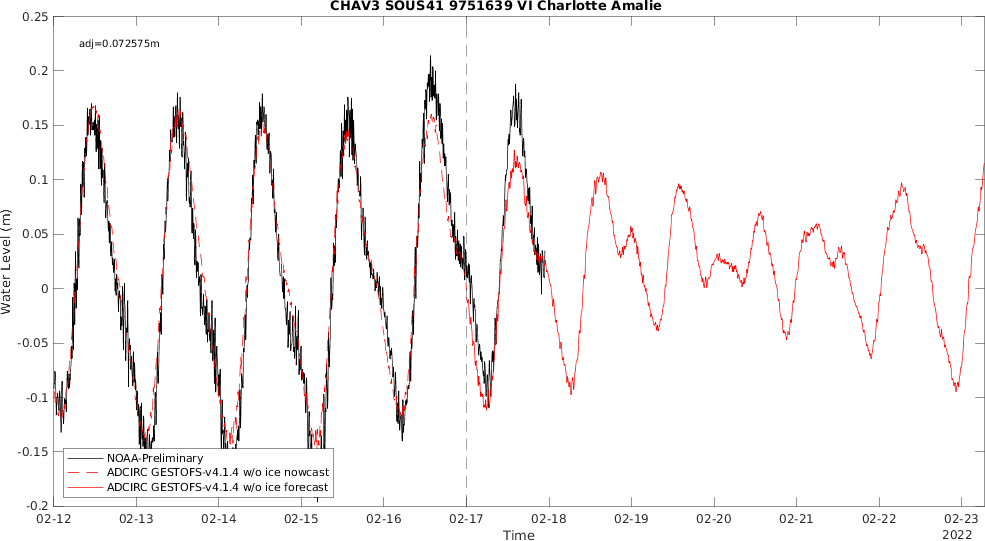 CHAV3 SOUS41 9751639 VI Charlotte Amalie
adj=0.072575m
0.25
0.2
0.15
0.1
0.05
0
-0.05
-0.1
-0.15
-0.2
Water Level (m)
NOAA-Preliminary
ADCIRC GESTOFS-v4.1.4 w/o ice nowcast
ADCIRC GESTOFS-v4.1.4 w/o ice forecast
02-12 02-13 02-14 02-15 02-16 02-17 02-18 02-19 02-20 02-21 02-22 02-23
Time
2022